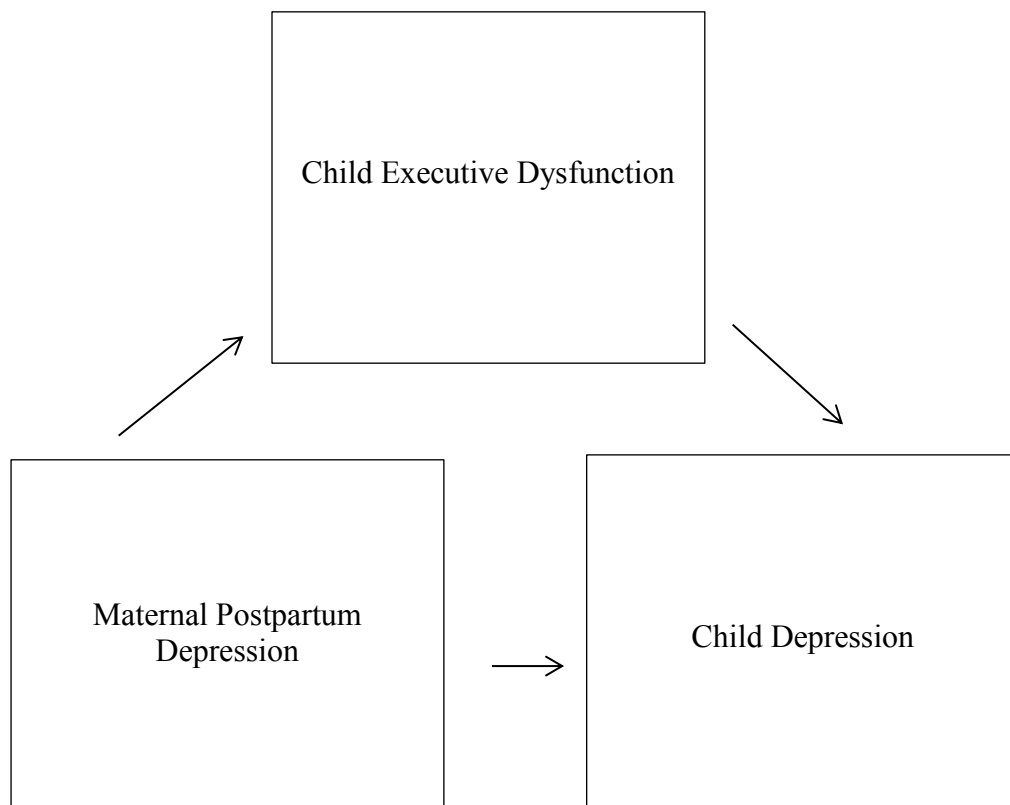 Child Executive Dysfunction
Maternal Postpartum
Depression
Child Depression